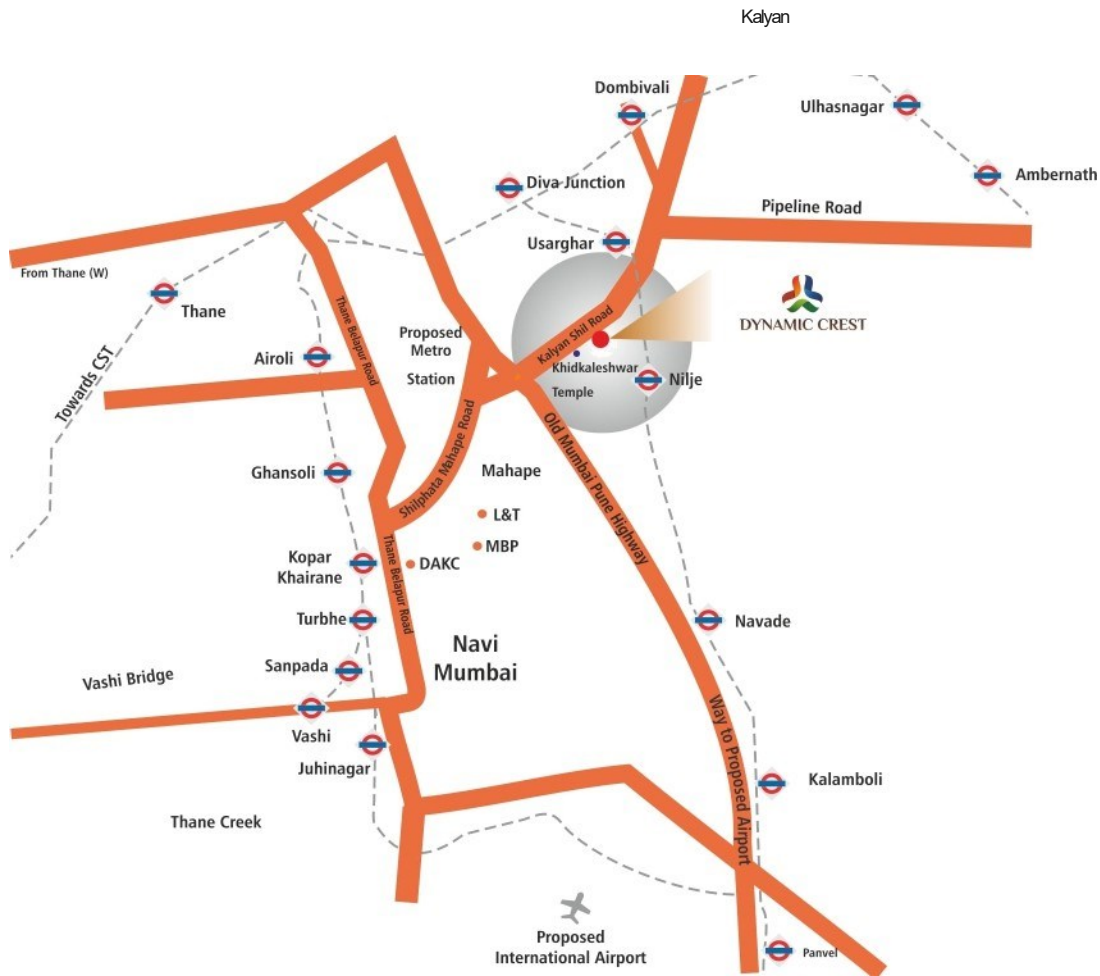 Kalyan
Dombivali
Ulhasnagar
Ambernath
Diva Junction
Pipeline Road
Usarghar
From Thane (W)
Thane
DYNAMIC CREST
Thane Belapur Road
Proposed
Metro
Station
Kalyan Shil Road
Khidkaleshwar
Temple
Airoli
Nilje
Towards CST
Shilphata Mahape Road
Old Mumbai Pune Highway
Ghansoli
Mahape
L&T
MBP
DAKC
Kopar
Khairane
Thane Belapur Road
Turbhe
Navade
Navi
Mumbai
Sanpada
Vashi Bridge
Vashi
Juhinagar
Way to Proposed Airport
Kalamboli
Thane Creek
Proposed
International Airport
Panvel